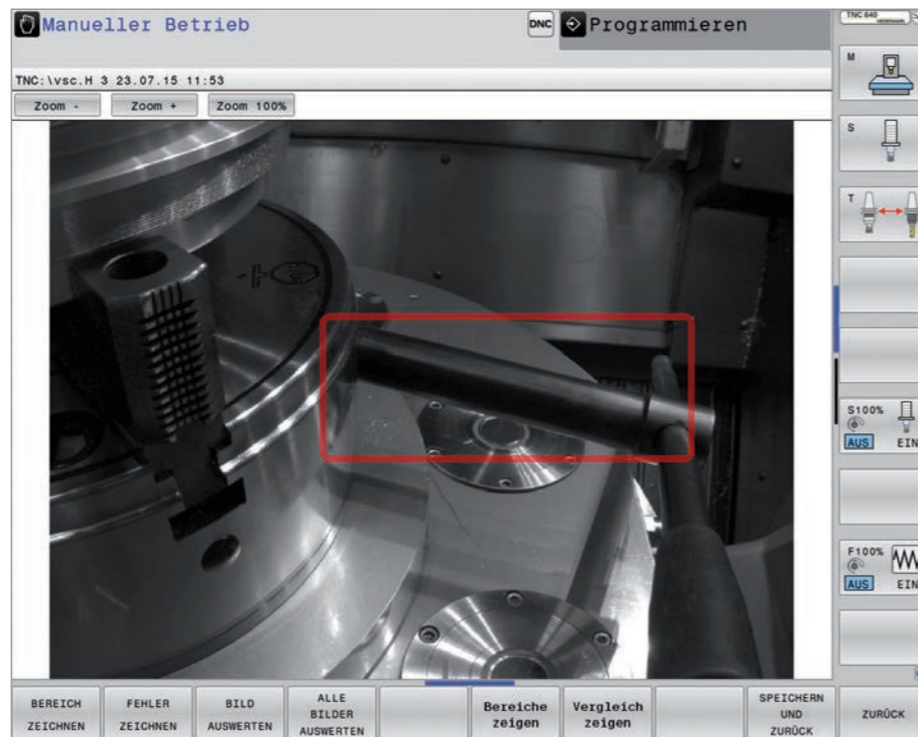 Manueller Betrieb
DNC
Programmieren
TNC 640
TNC:\vsc.H 3 23.07.15 11:53
Zoom -
Zoom +
Zoom 100%
M
S
T
S100%
AUS
EIN
F100%
AUS
EIN
BEREICH
ZEICHNEN
FEHLER
ZEICHNEN
BILD
AUSWERTEN
ALLE
BILDER
AUSWERTEN
Bereiche
zeigen
Vergleich
zeigen
SPEICHERN
UND
ZURÜCK
ZURÜCK